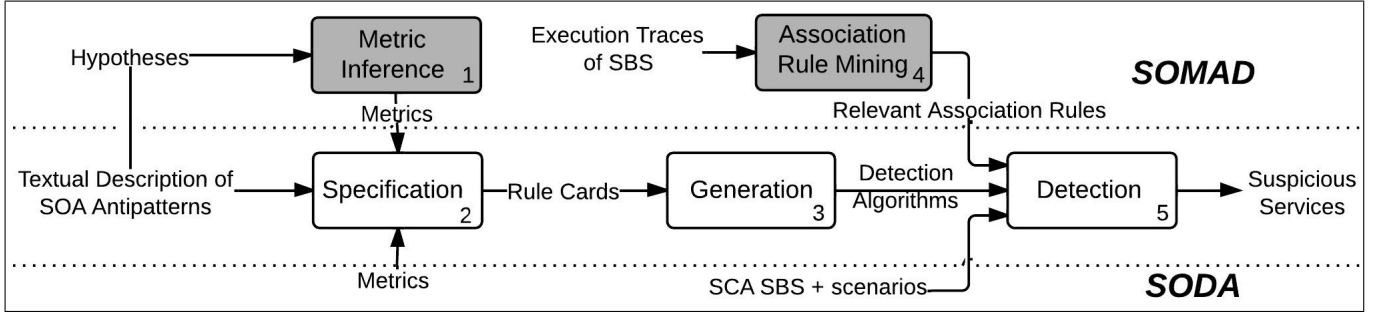 Hypotheses
Metric
Inference
1
Execution Traces
of SBS
Association
Rule Mining
4
SOMAD
Metrics
Relevant Association Rules
Textual Description of
SOA Antipatterns
Specification
2
Rule Cards
Generation
3
Detection
Algorithms
Detection
5
Suspicious
Services
Metrics
SCA SBS + scenarios
SODA